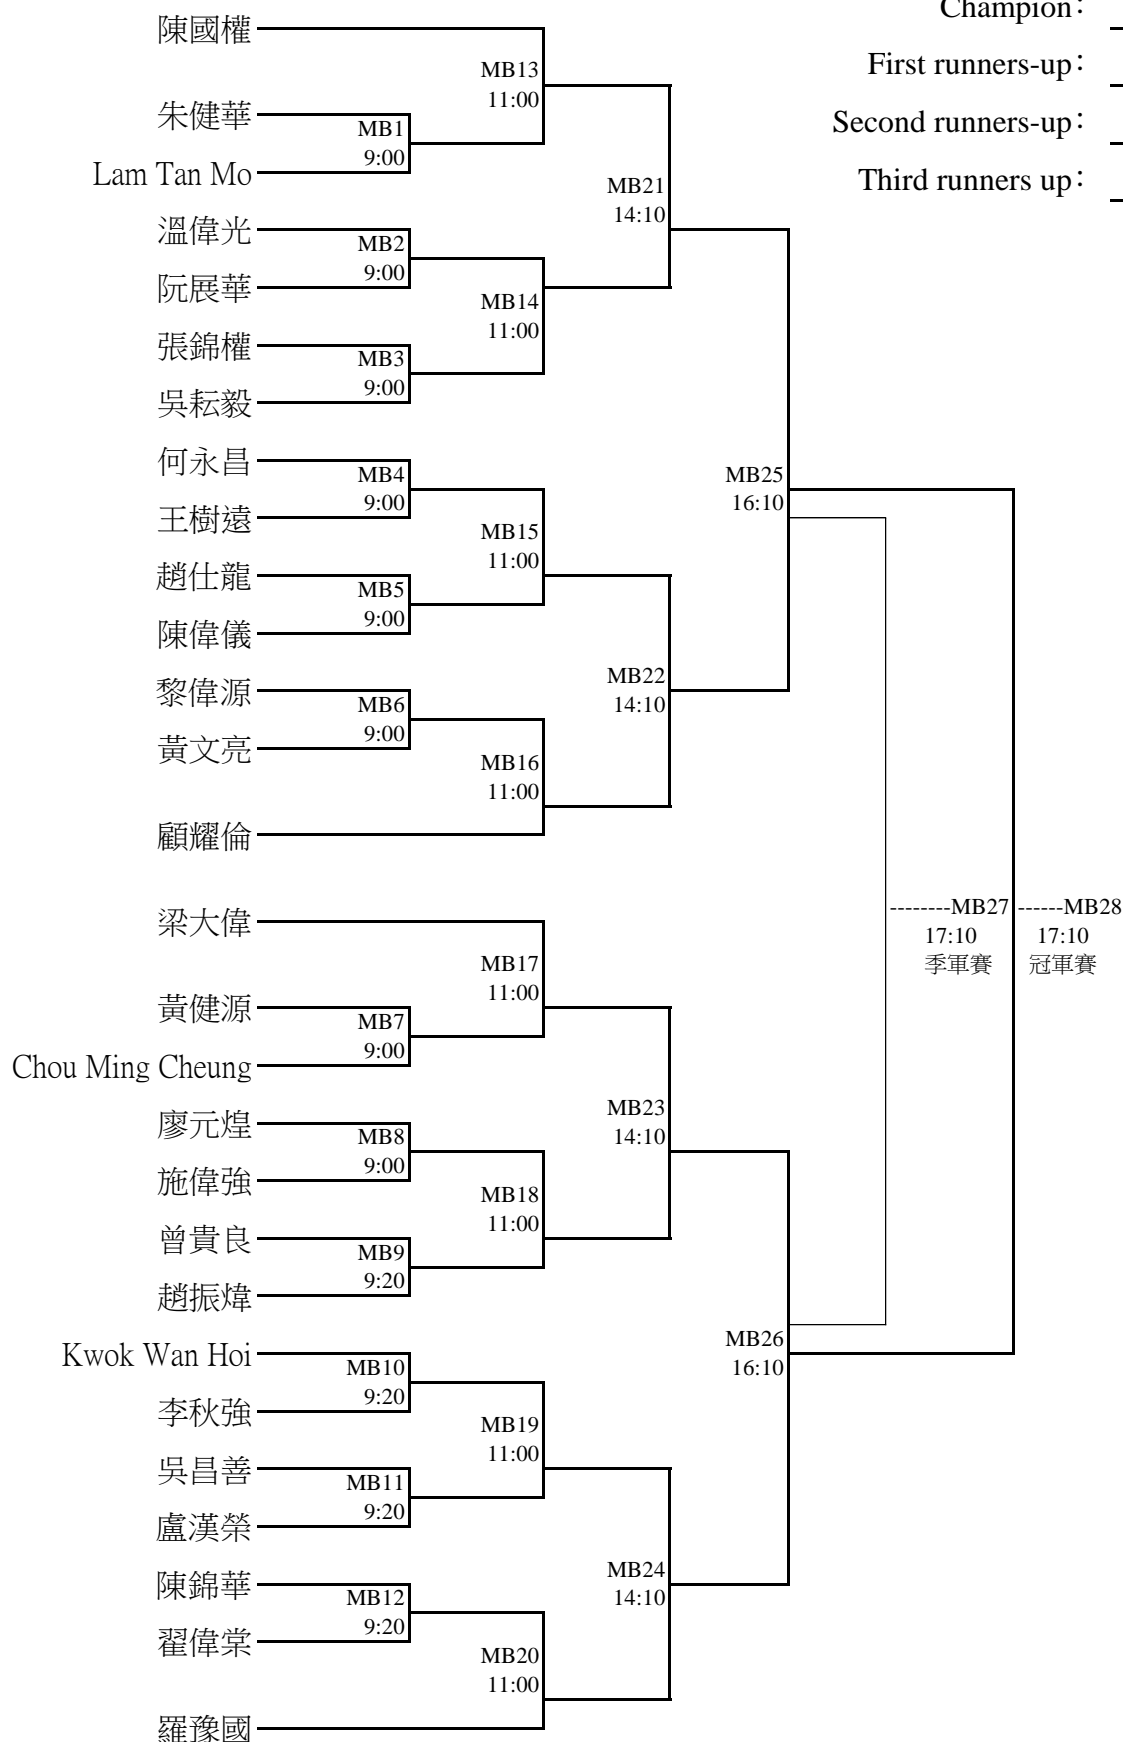 Champion：
陳國權
First runners-up：
MB13
11:00
Second runners-up：
朱健華
MB1
9:00
Lam Tan Mo
Third runners up：
MB21
14:10
溫偉光
MB2
9:00
阮展華
MB14
11:00
張錦權
MB3
9:00
吳耘毅
何永昌
MB4
9:00
王樹遠
MB25
16:10
MB15
11:00
趙仕龍
MB5
9:00
陳偉儀
MB22
14:10
黎偉源
MB6
9:00
黃文亮
MB16
11:00
顧耀倫
--------MB27
17:10
季軍賽
------MB28
17:10
冠軍賽
梁大偉
MB17
11:00
黃健源
MB7
9:00
Chou Ming Cheung
MB23
14:10
廖元煌
MB8
9:00
施偉強
MB18
11:00
曾貴良
MB9
9:20
趙振煒
MB26
16:10
Kwok Wan Hoi
MB10
9:20
李秋強
MB19
11:00
吳昌善
MB11
9:20
盧漢榮
MB24
14:10
陳錦華
MB12
9:20
翟偉棠
MB20
11:00
羅豫國